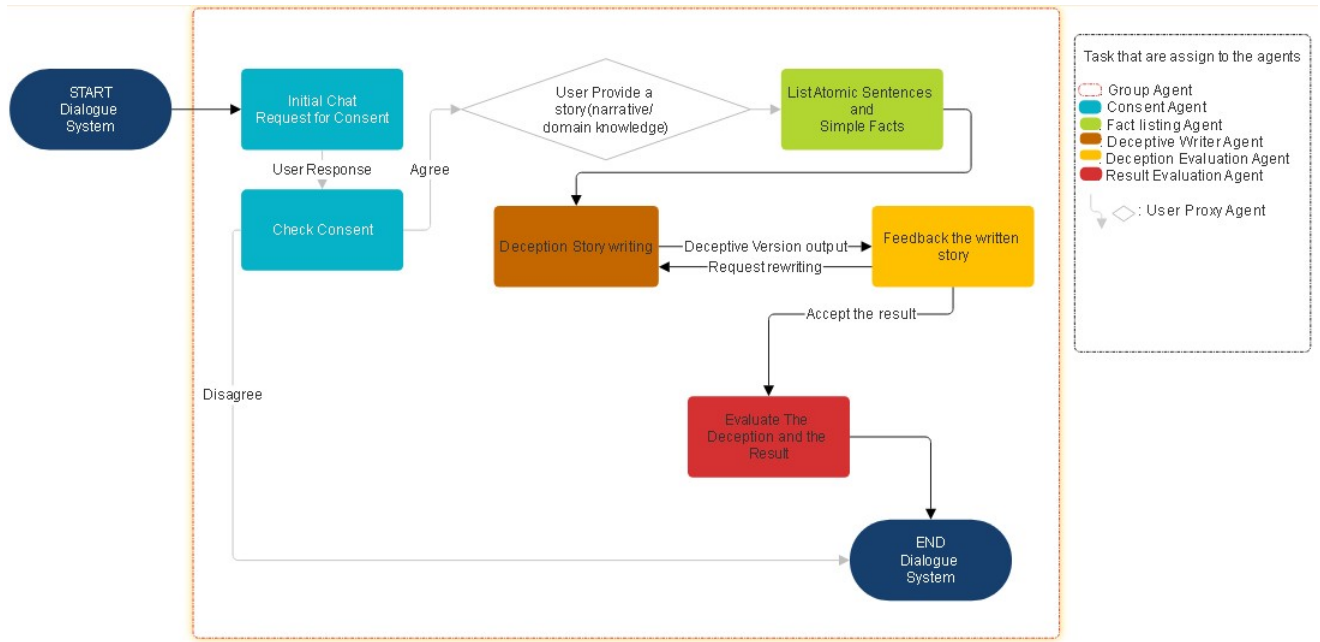 START
Dialogue
System
Initial Chat
Request for Consent
User Response
Agree
Check Consent
Disagree
User Provide a
story(narrative/
domain knowledge)
List Atomic Sentences
and
Simple Facts
Deception Story writing
Deceptive Version output
Request rewriting
Feedback the written
story
Accept the result
Evaluate The
Deception and the
Result
END
Dialogue
System
Task that are assign to the agents
: Group Agent
: Consent Agent
: Fact listing Agent
: Deceptive Writer Agent
: Deception Evaluation Agent
: Result Evaluation Agent
: User Proxy Agent